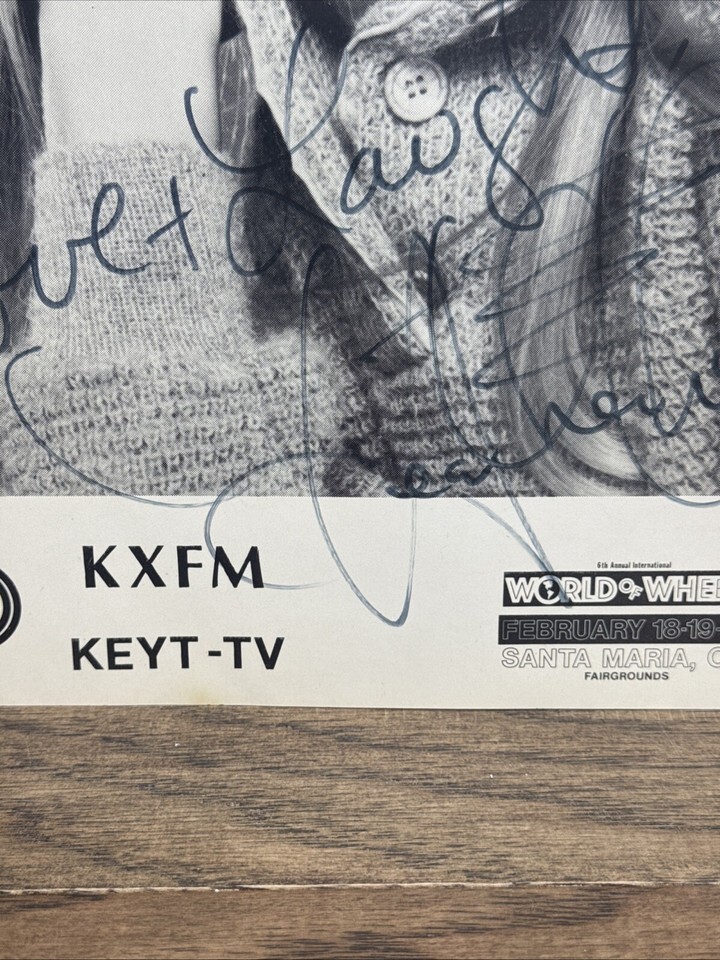 ove + Laughter
KXFM
KEYT-TV
6th Annual International
WORLD OF WHEE
FEBRUARY 18-19-
SANTA MARIA, C
FAIRGROUNDS